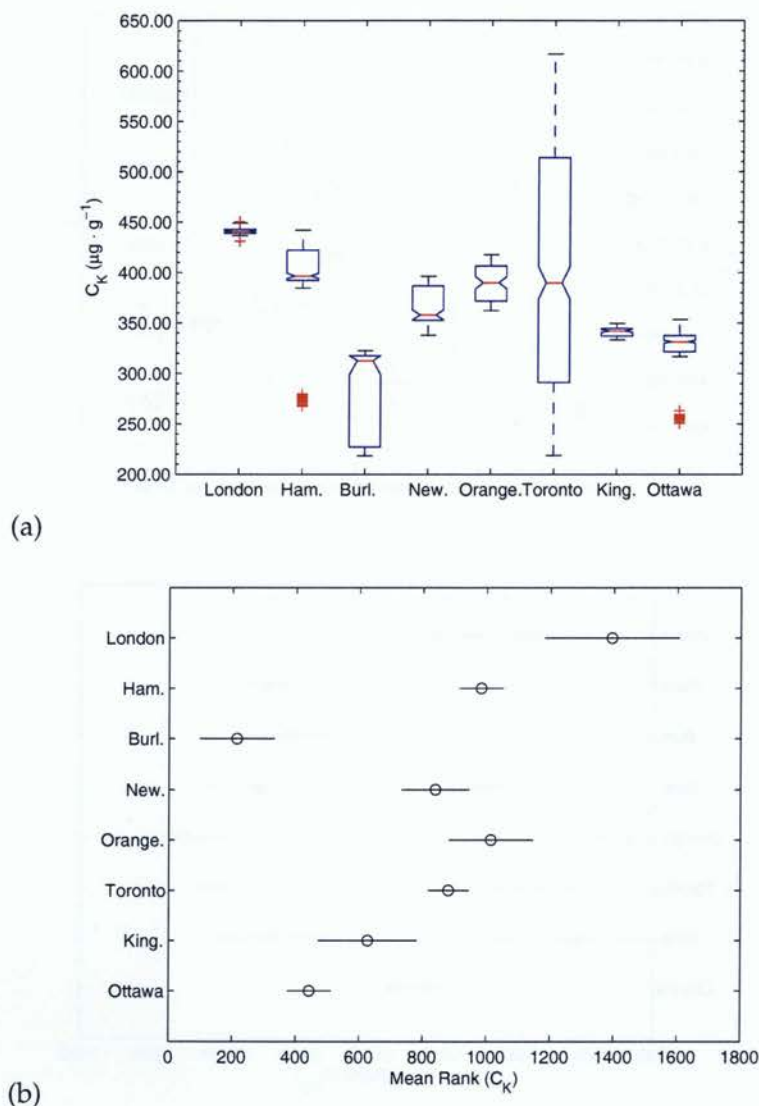 650.00
600.00
550.00
500.00
450.00
400.00
350.00
300.00
250.00
200.00
C_K (µg · g⁻¹)
London Ham. Burl. New. Orange. Toronto King. Ottawa
(a)
London
Ham.
Burl.
New.
Orange.
Toronto
King.
Ottawa
0 200 400 600 800 1000 1200 1400 1600 1800
Mean Rank (C_K)
(b)